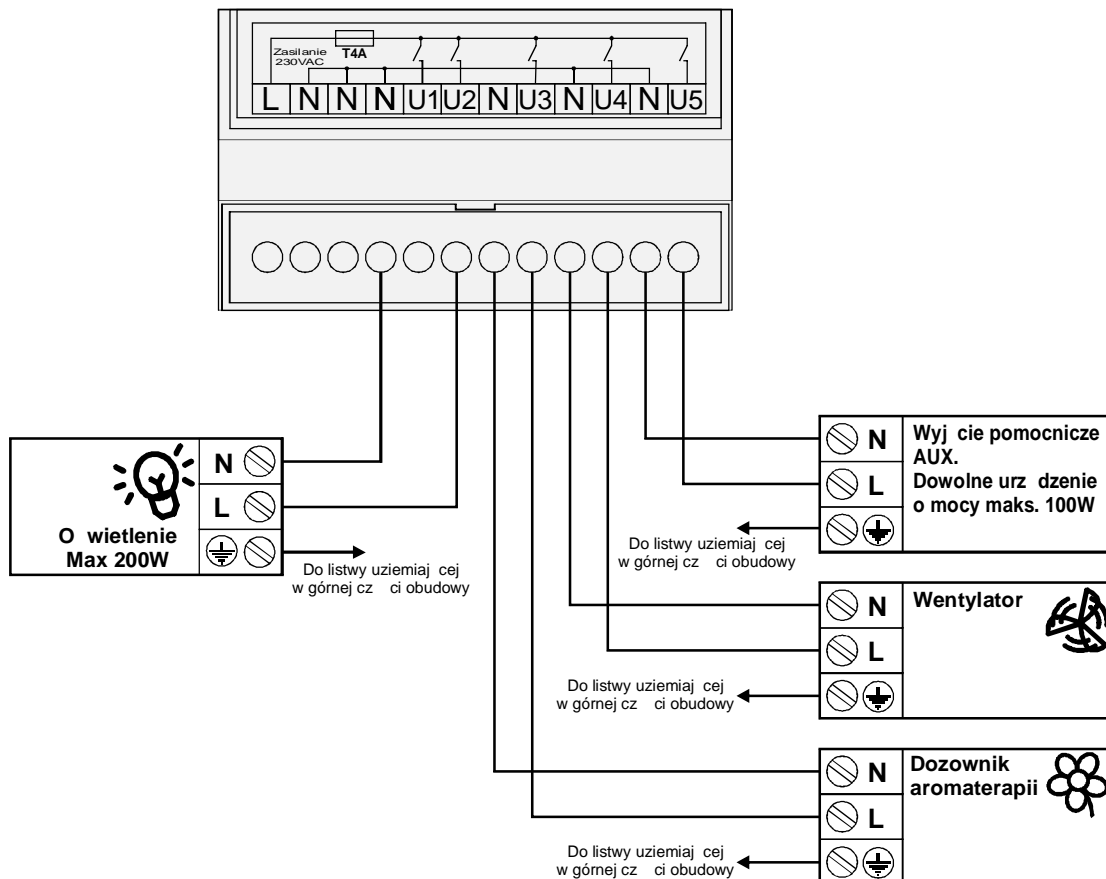 Zasilanie
230VAC
T4A
L N N N U1 U2 N U3 N U4 N U5
N
L
O wietlenie
Max 200W
Do listwy uziemiaj cej
w górnej cz ci obudowy
N
L
Wyj cie pomocnicze
AUX.
Dowolne urz dzenie
o mocy maks. 100W
Do listwy uziemiaj cej
w górnej cz ci obudowy
N
L
Wentylator
Do listwy uziemiaj cej
w górnej cz ci obudowy
N
L
Dozownik
aromaterapii
Do listwy uziemiaj cej
w górnej cz ci obudowy